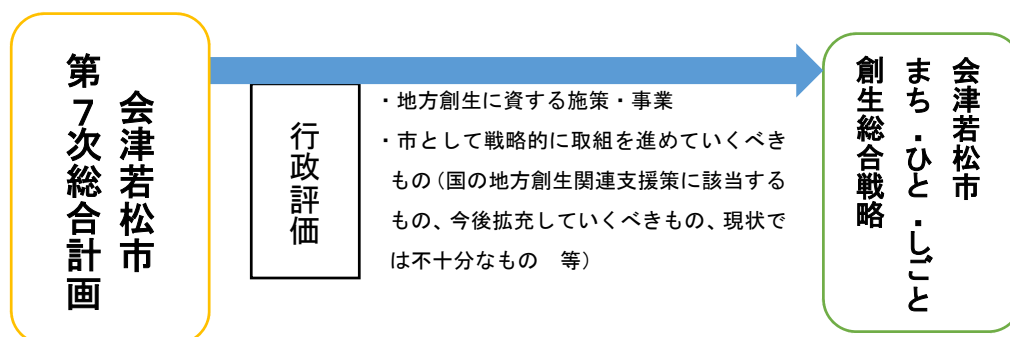 会津若松市
第7次総合計画
行政評価
・地方創生に資する施策・事業
・市として戦略的に取組を進めていくべき
もの（国の地方創生関連支援策に該当する
もの、今後拡充していくべきもの、現状で
は不十分なもの　等）
会津若松市
まち・ひと・しごと
創生総合戦略